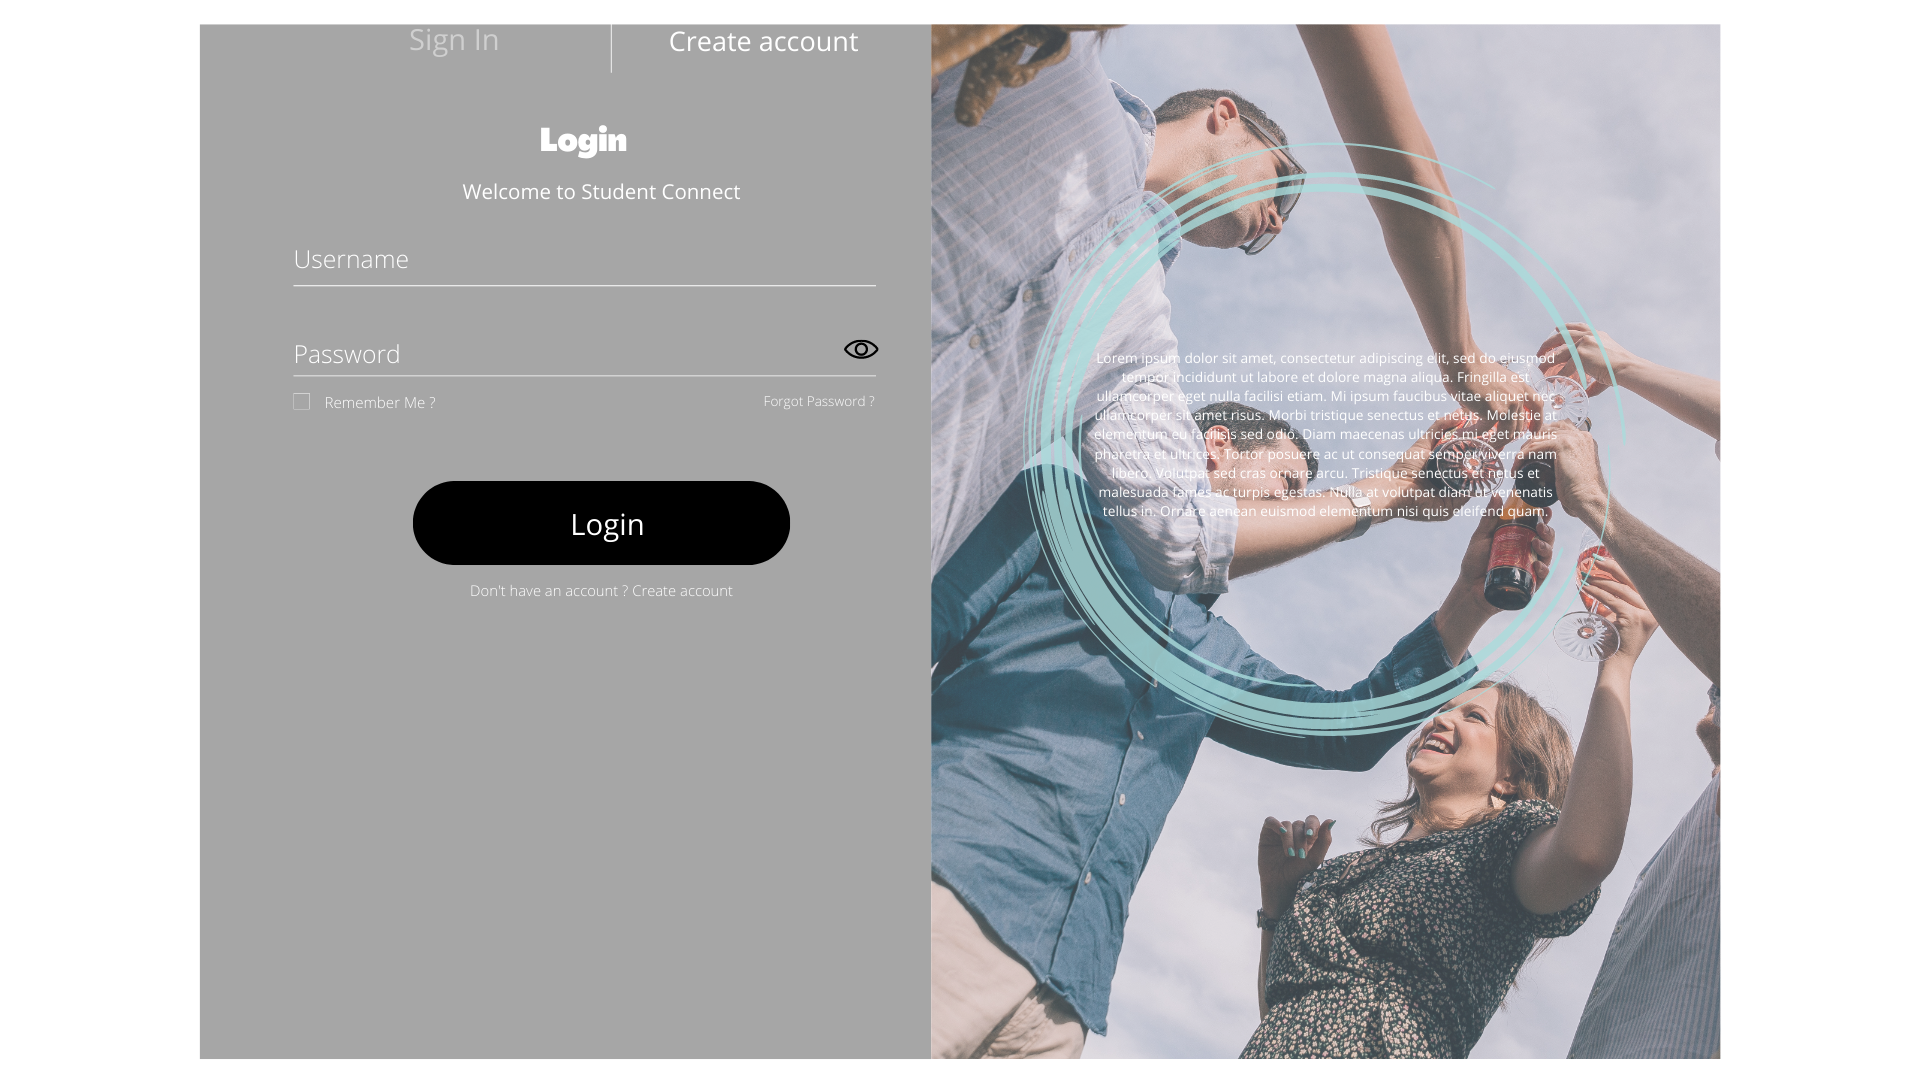 Sign In
Create account
Login
Welcome to Student Connect
Username
Password
Remember Me ?
Forgot Password ?
Login
Don't have an account ? Create account
Lorem ipsum dolor sit amet, consectetur adipiscing elit, sed do eiusmod
tempor incididunt ut labore et dolore magna aliqua. Fringilla est
ullamcorper eget nulla facilisi etiam. Mi ipsum faucibus vitae aliquet nec
ullamcorper sit amet risus. Morbi tristique senectus et netus. Molestie at
elementum eu facilisis sed odio. Diam maecenas ultricies mi eget mauris
pharetra et ultrices. Tortor posuere ac ut consequat semper viverra nam
libero. Volutpat sed cras ornare arcu. Tristique senectus et netus et
malesuada fames ac turpis egestas. Nulla at volutpat diam ut venenatis
tellus in. Ornare aenean euismod elementum nisi quis eleifend quam.